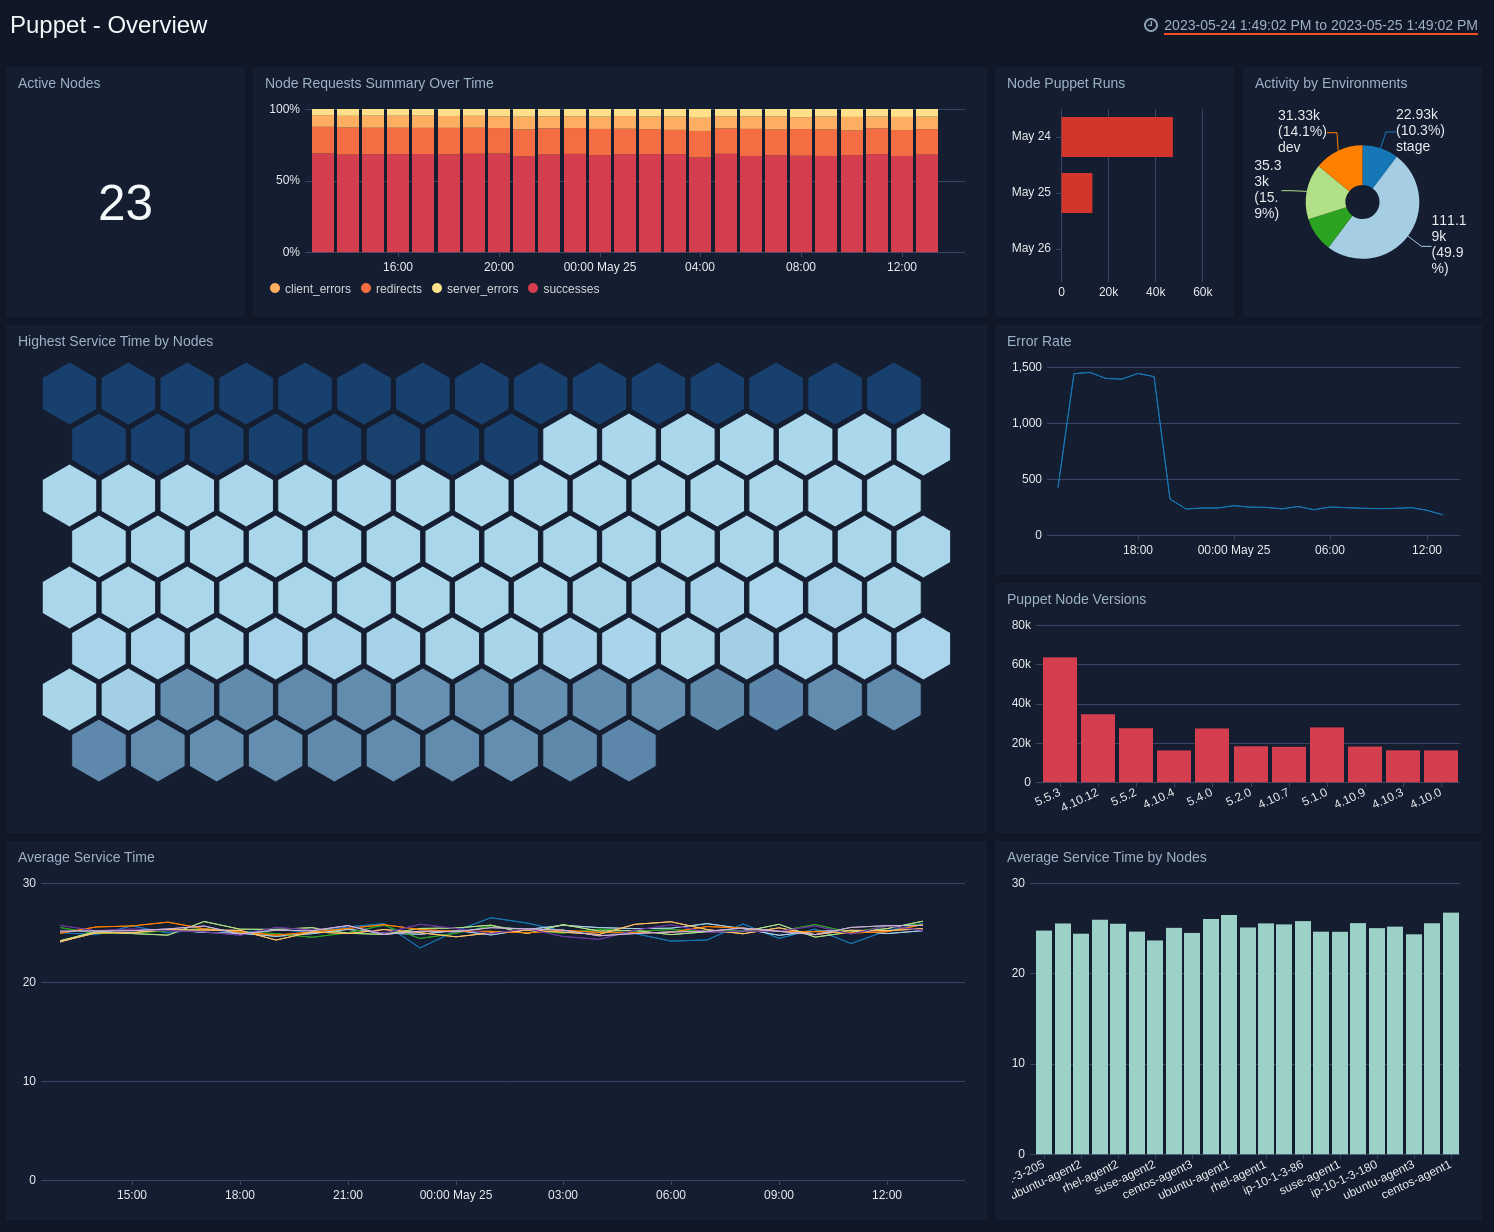 Puppet - Overview
2023-05-24 1:49:02 PM to 2023-05-25 1:49:02 PM
Active Nodes
23
Node Requests Summary Over Time
100%
50%
0%
16:00 20:00 00:00 May 25 04:00 08:00 12:00
client_errors redirects server_errors successes
Node Puppet Runs
May 24
May 25
May 26
0 20k 40k 60k
Activity by Environments
31.33k
(14.1%)
dev
22.93k
(10.3%)
stage
35.3
3k
(15.
9%)
111.1
9k
(49.9
%)
Highest Service Time by Nodes
Error Rate
1,500
1,000
500
0
18:00 00:00 May 25 06:00 12:00
Puppet Node Versions
80k
60k
40k
20k
0
5.5.3 4.10.12 5.5.2 4.10.4 5.4.0 5.2.0 4.10.7 5.1.0 4.10.9 4.10.3 4.10.0
Average Service Time
30
20
10
0
15:00 18:00 21:00 00:00 May 25 03:00 06:00 09:00 12:00
Average Service Time by Nodes
30
20
10
0
-3-205 ubuntu-agent2 rhel-agent2 suse-agent2 centos-agent3 ubuntu-agent1 rhel-agent1 ip-10-1-3-86 suse-agent1 ip-10-1-3-180 ubuntu-agent3 centos-agent1